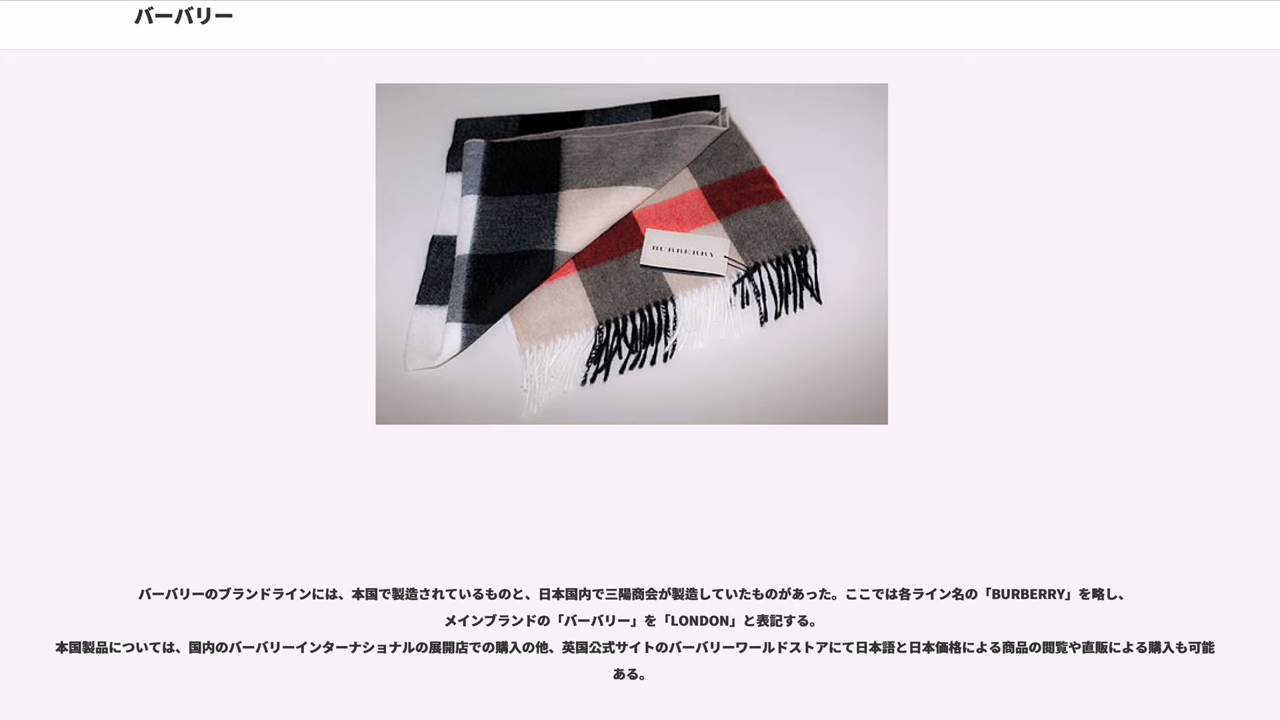 バーバリー
BURBERRY
バーバリーのブランドラインには、本国で製造されているものと、日本国内で三陽商会が製造していたものがあった。ここでは各ライン名の「BURBERRY」を略し、
メインブランドの「バーバリー」を「LONDON」と表記する。
本国製品については、国内のバーバリーインターナショナルの展開店での購入の他、英国公式サイトのバーバリーワールドストアにて日本語と日本価格による商品の閲覧や直販による購入も可能
ある。